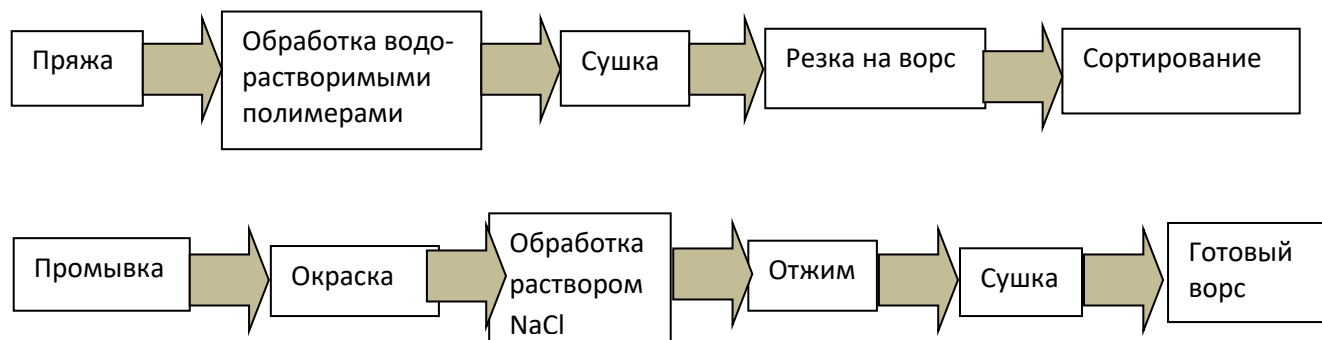 Пряжа
Обработка водо-
растворимыми
полимерами
Сушка
Резка на ворс
Сортирование
Промывка
Окраска
Обработка
раствором
NaCl
Отжим
Сушка
Готовый
ворс